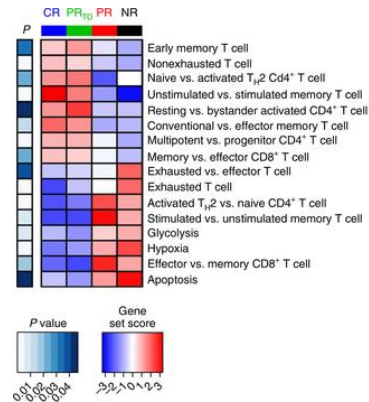 CR PR_TD PR NR
P
Early memory T cell
Nonexhausted T cell
Naive vs. activated T_H2 Cd4⁺ T cell
Unstimulated vs. stimulated memory T cell
Resting vs. bystander activated CD4⁺ T cell
Conventional vs. effector memory T cell
Multipotent vs. progenitor CD4⁺ T cell
Memory vs. effector CD8⁺ T cell
Exhausted vs. effector T cell
Exhausted T cell
Activated T_H2 vs. naive CD4⁺ T cell
Stimulated vs. unstimulated memory T cell
Glycolysis
Hypoxia
Effector vs. memory CD8⁺ T cell
Apoptosis
P value
0.01 0.02 0.03 0.04
Gene
set score
-3 -2 -1 0 1 2 3